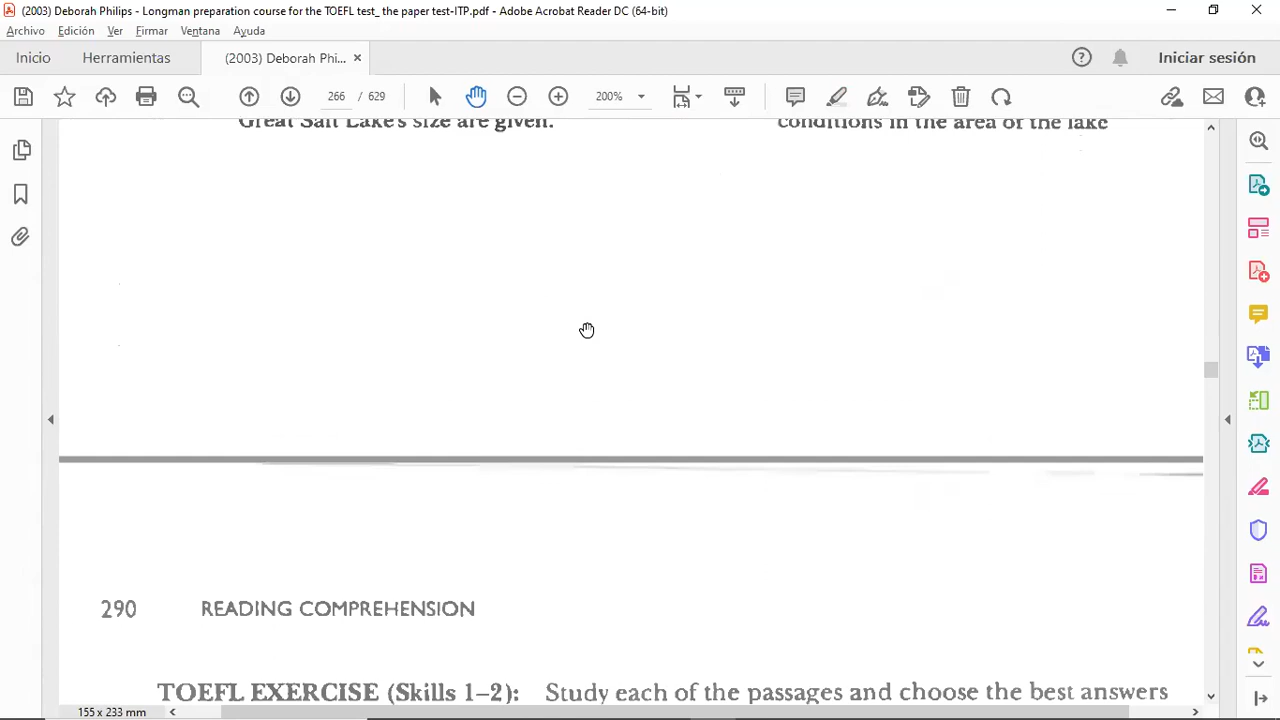 (2003) Deborah Philips - Longman preparation course for the TOEFL test_ the paper test-ITP.pdf - Adobe Acrobat Reader DC (64-bit)
Archivo Edición Ver Firmar Ventana Ayuda
Inicio Herramientas (2003) Deborah Phi... × Iniciar sesión
266 / 629 200%
Great Salt Lake's size are given. conditions in the area of the lake
290 READING COMPREHENSION
TOEFL EXERCISE (Skills 1–2): Study each of the passages and choose the best answers
155 x 233 mm